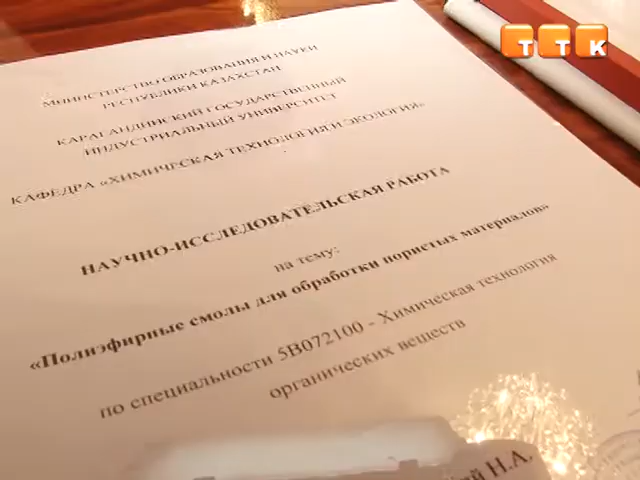 ТТК
МИНИСТЕРСТВО ОБРАЗОВАНИЯ И НАУКИ
РЕСПУБЛИКИ КАЗАХСТАН
КАРАГАНДИНСКИЙ ГОСУДАРСТВЕННЫЙ
ИНДУСТРИАЛЬНЫЙ УНИВЕРСИТЕТ
КАФЕДРА «ХИМИЧЕСКАЯ ТЕХНОЛОГИЯ И ЭКОЛОГИЯ»
НАУЧНО-ИССЛЕДОВАТЕЛЬСКАЯ РАБОТА
на тему:
«Полиэфирные смолы для обработки пористых материалов»
по специальности 5В072100 - Химическая технология
органических веществ
Н.А.